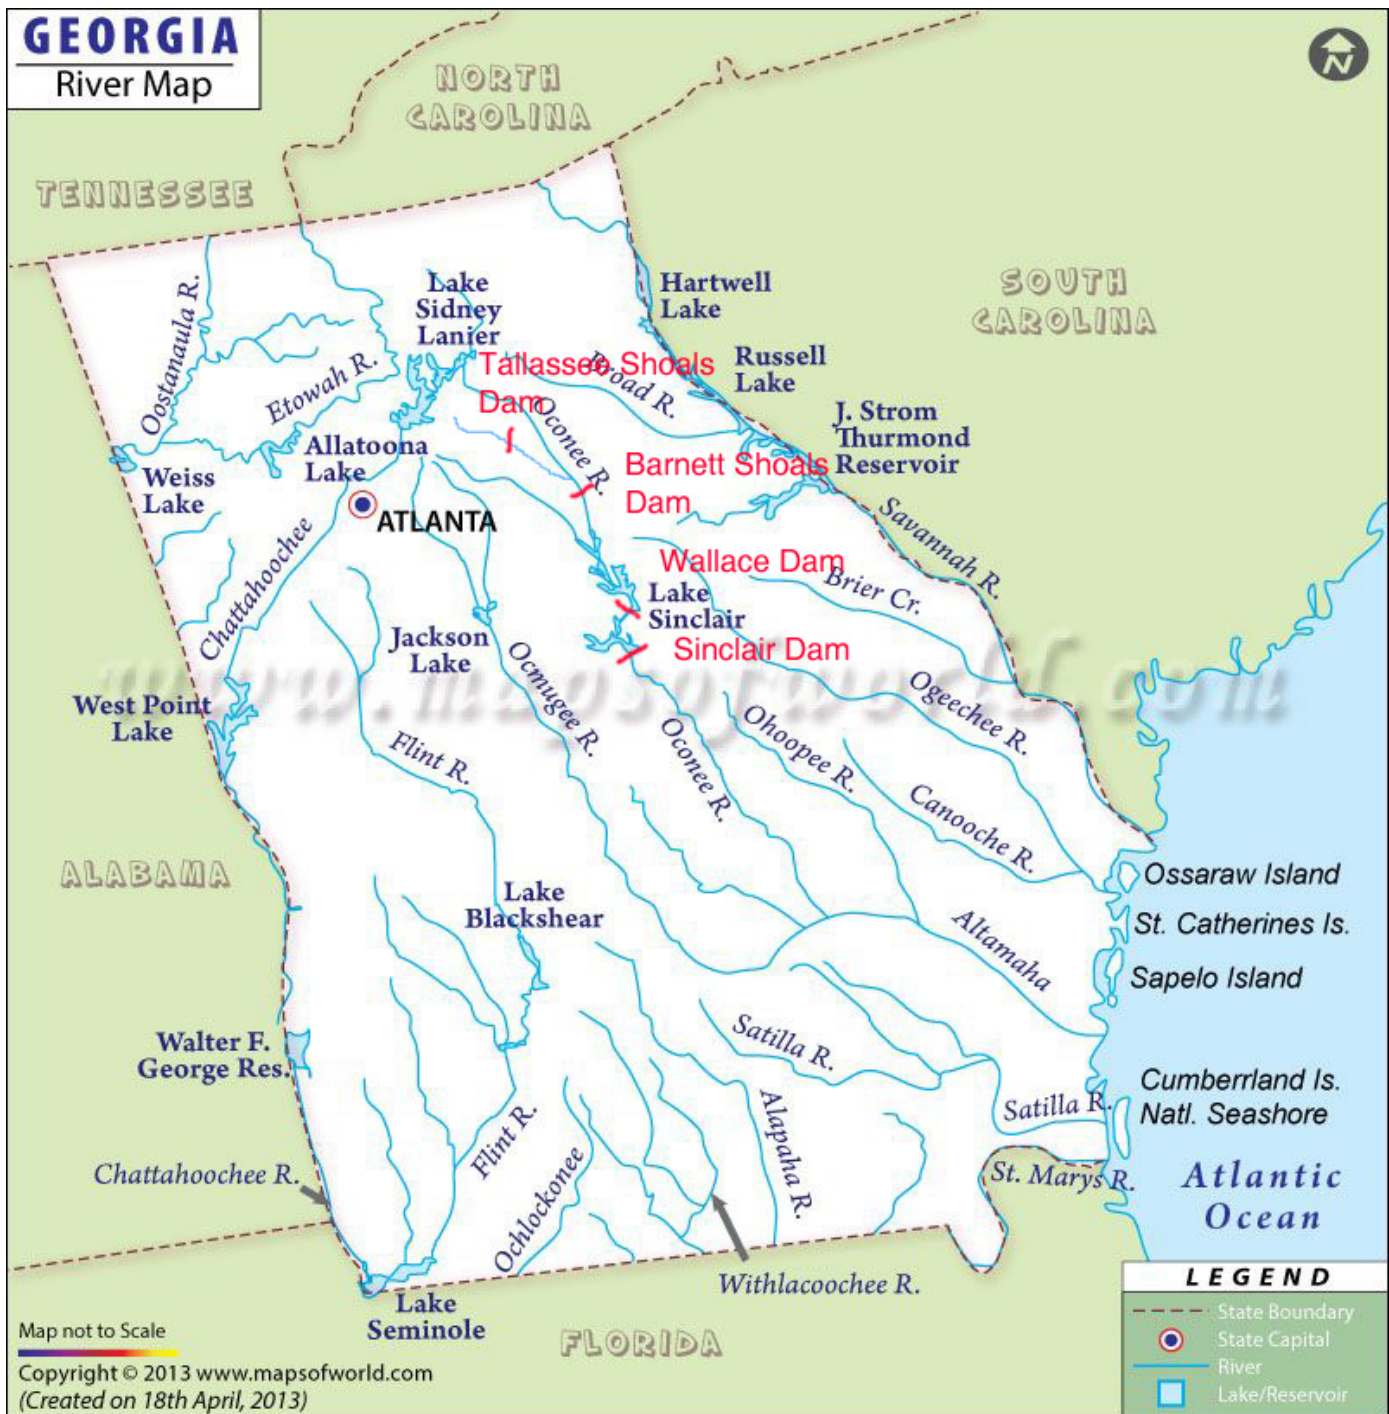 GEORGIA
River Map
N
NORTH
CAROLINA
TENNESSEE
SOUTH
CAROLINA
Lake
Sidney
Lanier
Hartwell
Lake
Oostanaula R.
Etowah R.
Tallassee Shoals
Dam
Broad R.
Russell
Lake
Oconee R.
J. Strom
Thurmond
Reservoir
Allatoona
Lake
Weiss
Lake
Barnett Shoals
Dam
ATLANTA
Savannah R.
Chattahoochee
Wallace Dam
Brier Cr.
Lake
Sinclair
Sinclair Dam
Jackson
Lake
Ocmugee R.
www.mapsofworld.com
West Point
Lake
Flint R.
Oconee R.
Ohoopee R.
Ogeechee R.
Canooche R.
ALABAMA
Lake
Blackshear
Altamaha
Ossaraw Island
St. Catherines Is.
Sapelo Island
Walter F.
George Res.
Satilla R.
Satilla R.
Cumberrland Is.
Natl. Seashore
Alapaha R.
Flint R.
Ochlockonee
Chattahoochee R.
St. Marys R.
Atlantic
Ocean
Withlacoochee R.
Lake
Seminole
FLORIDA
LEGEND
State Boundary
State Capital
River
Lake/Reservoir
Map not to Scale
Copyright © 2013 www.mapsofworld.com
(Created on 18th April, 2013)